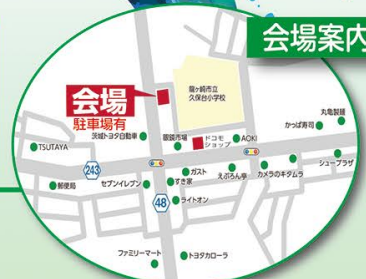 会場案内
龍ヶ崎市立
久保台小学校
会場
駐車場有
茨城トヨタ自動車
眼鏡市場
ドコモ
ショップ
AOKI
かっぱ寿司
丸亀製麺
TSUTAYA
243
郵便局
セブンイレブン
ガスト
すき家
えぶろん亭
カメラのキタムラ
シュープラザ
48
ライトオン
ファミリーマート
トヨタカローラ